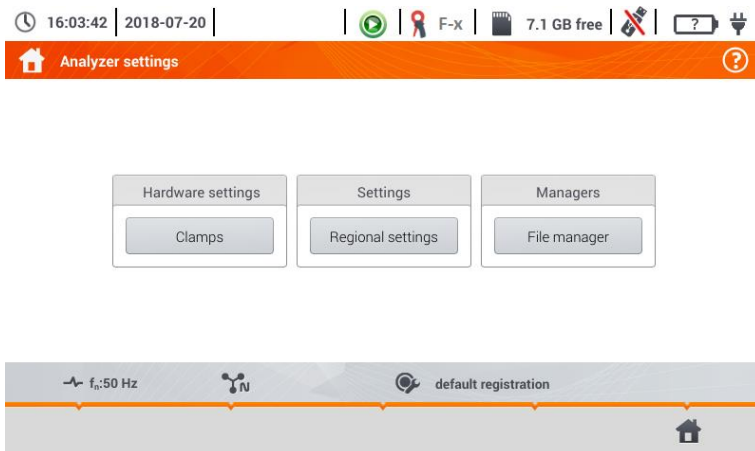 16:03:42 2018-07-20 F-x 7.1 GB free ?
Analyzer settings ?
Hardware settings Settings Managers
Clamps Regional settings File manager
fn:50 Hz N default registration